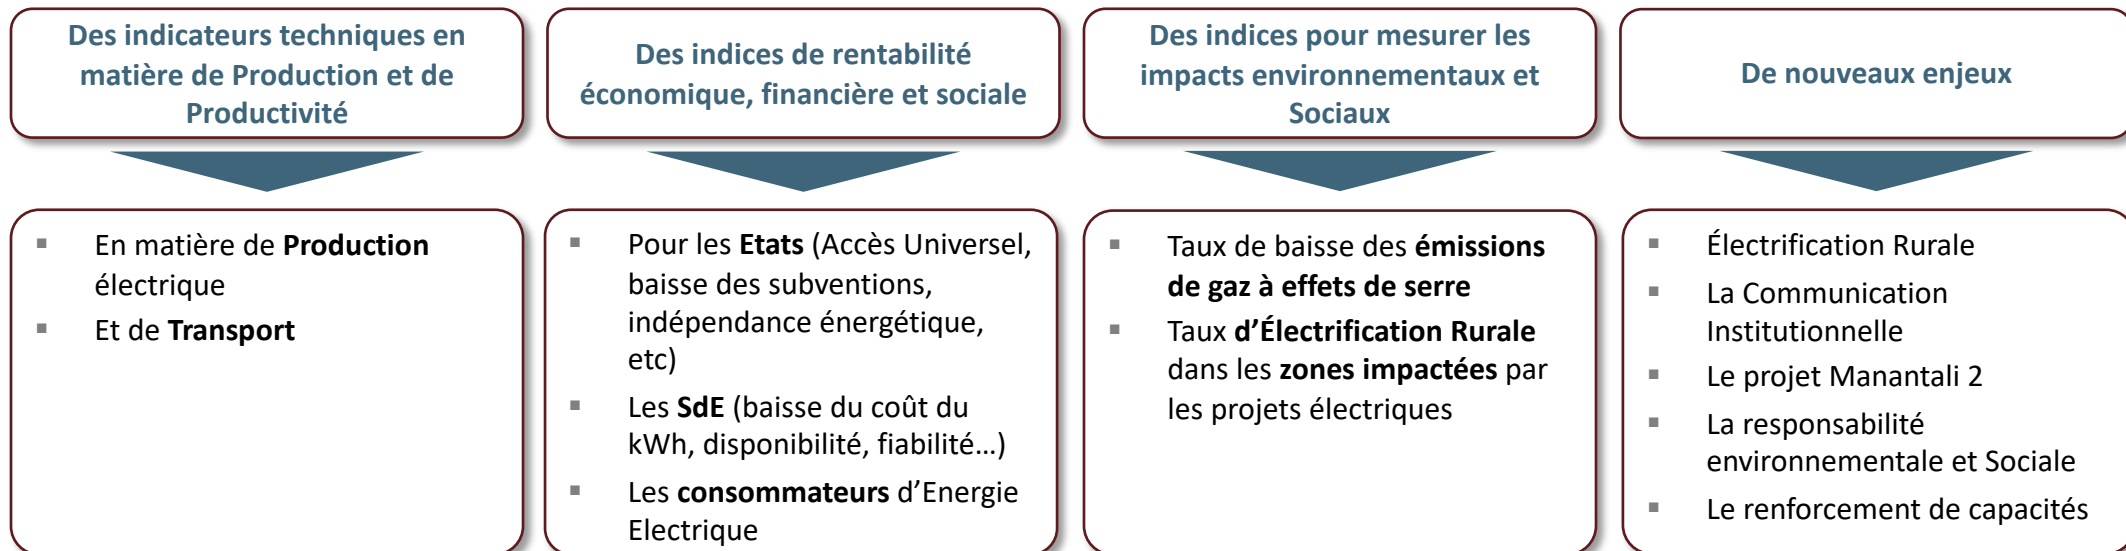 Des indicateurs techniques en
matière de Production et de
Productivité
Des indices de rentabilité
économique, financière et sociale
Des indices pour mesurer les
impacts environnementaux et
Sociaux
De nouveaux enjeux
▪ En matière de Production
électrique
▪ Et de Transport
▪ Pour les Etats (Accès Universel,
baisse des subventions,
indépendance énergétique,
etc)
▪ Les SdE (baisse du coût du
kWh, disponibilité, fiabilité…)
▪ Les consommateurs d’Energie
Electrique
▪ Taux de baisse des émissions
de gaz à effets de serre
▪ Taux d’Électrification Rurale
dans les zones impactées par
les projets électriques
▪ Électrification Rurale
▪ La Communication
Institutionnelle
▪ Le projet Manantali 2
▪ La responsabilité
environnementale et Sociale
▪ Le renforcement de capacités